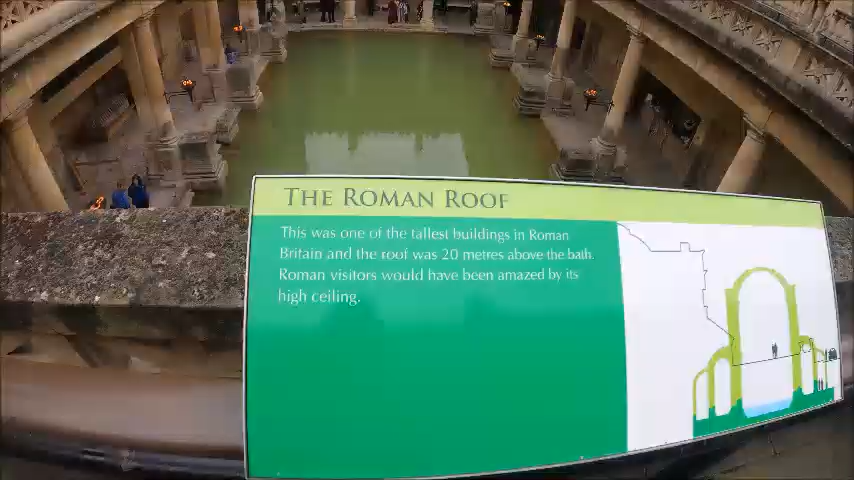 THE ROMAN ROOF
This was one of the tallest buildings in Roman
Britain and the roof was 20 metres above the bath.
Roman visitors would have been amazed by its
high ceiling.